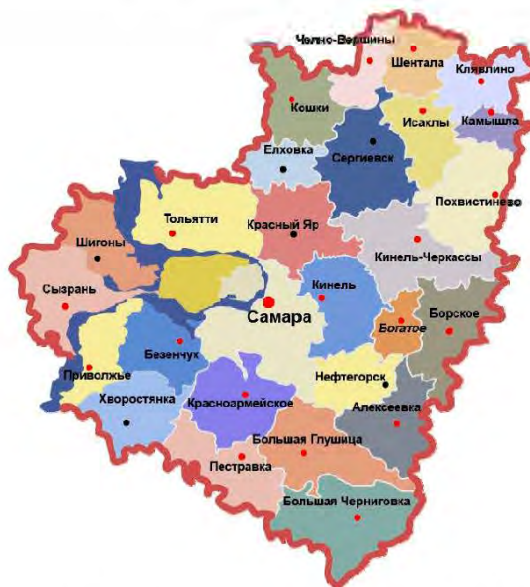 Челно-Вершины
Шентала
Клявлино
Кошки
Исаклы
Камышла
Елховка
Сергиевск
Похвистинево
Тольятти
Красный Яр
Шигоны
Кинель-Черкассы
Сызрань
Кинель
Самара
Богатое
Борское
Безенчук
Приволжье
Нефтегорск
Хворостянка
Красноармейское
Алексеевка
Большая Глушица
Пестравка
Большая Черниговка